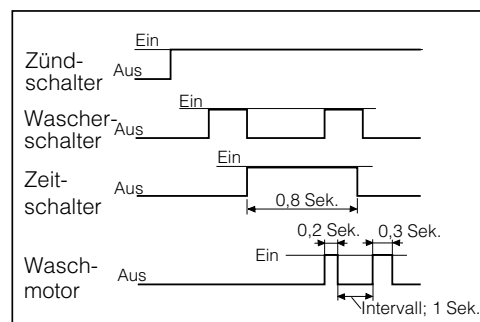 Ein
Zünd-
schalter
Aus
Ein
Wascher-
schalter
Aus
Ein
Zeit-
schalter
Aus
0,8 Sek.
0,2 Sek.
0,3 Sek.
Ein
Wasch-
motor
Aus
Intervall; 1 Sek.